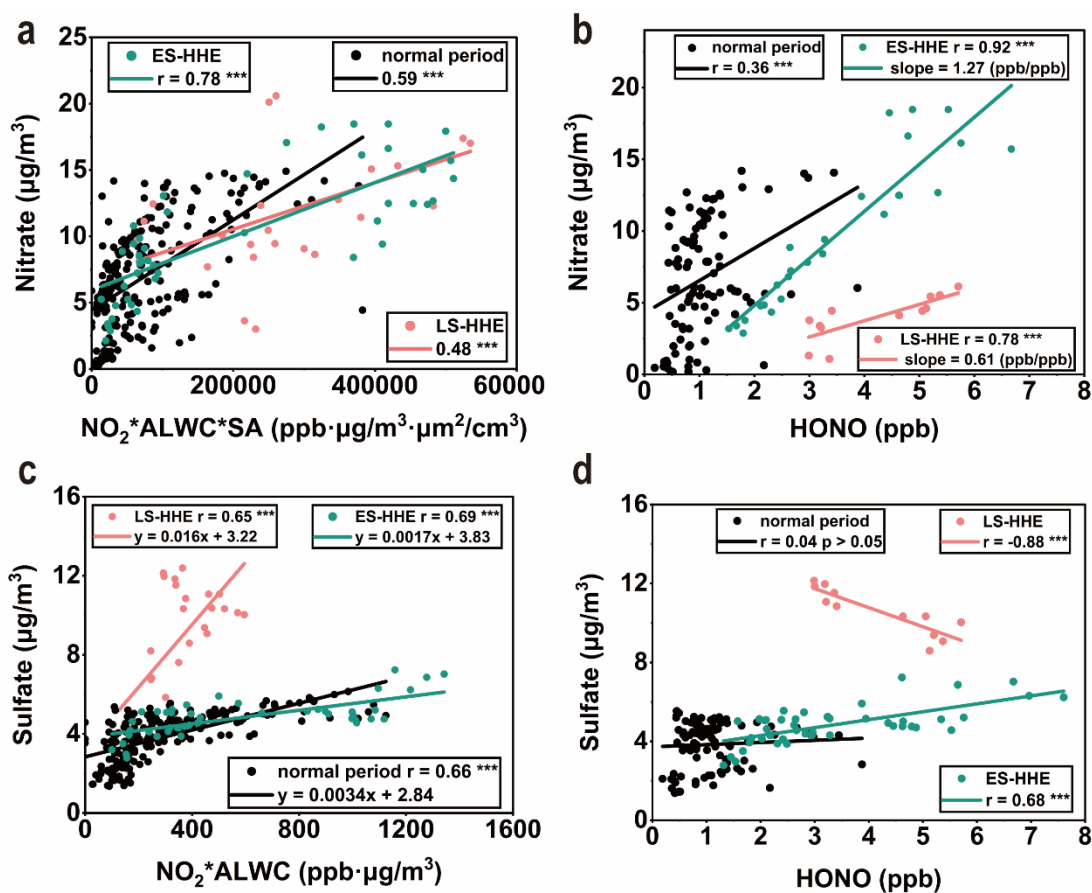 a
ES-HHE
r = 0.78 ***
normal period
0.59 ***
LS-HHE
0.48 ***
25
20
15
10
5
0
Nitrate (μg/m³)
0 200000 400000 60000
NO₂*ALWC*SA (ppb·μg/m³·μm²/cm³)
b
normal period
r = 0.36 ***
ES-HHE r = 0.92 ***
slope = 1.27 (ppb/ppb)
LS-HHE r = 0.78 ***
slope = 0.61 (ppb/ppb)
20
15
10
5
0
Nitrate (μg/m³)
0 1 2 3 4 5 6 7 8
HONO (ppb)
c
LS-HHE r = 0.65 ***
y = 0.016x + 3.22
ES-HHE r = 0.69 ***
y = 0.0017x + 3.83
normal period r = 0.66 ***
y = 0.0034x + 2.84
16
12
8
4
0
Sulfate (μg/m³)
0 400 800 1200 1600
NO₂*ALWC (ppb·μg/m³)
d
normal period
r = 0.04 p > 0.05
LS-HHE
r = -0.88 ***
ES-HHE
r = 0.68 ***
16
12
8
4
0
Sulfate (μg/m³)
0 1 2 3 4 5 6 7 8
HONO (ppb)